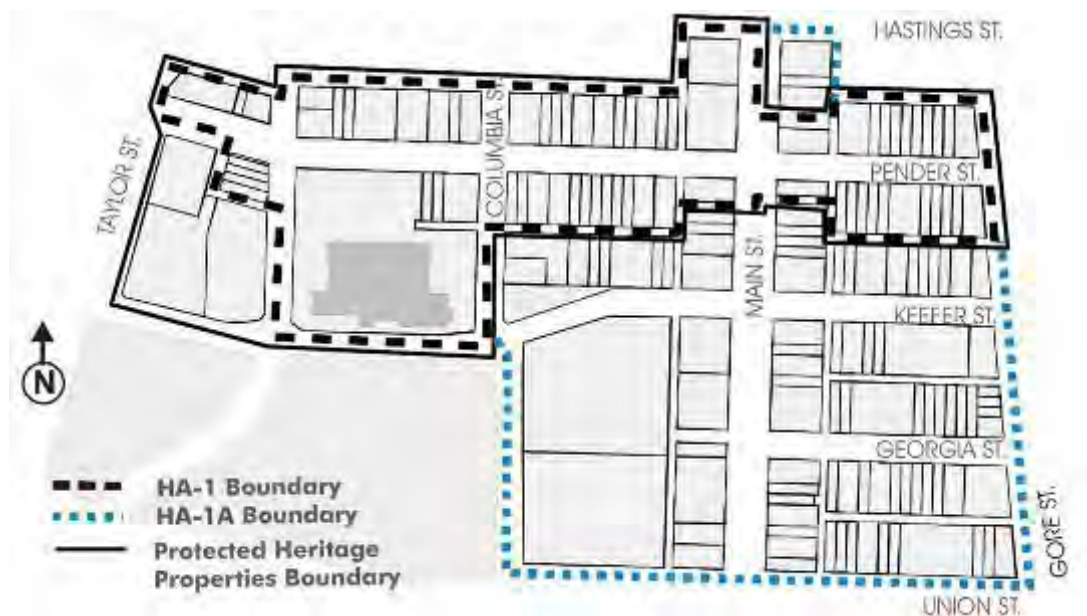 HASTINGS ST.
COLUMBIA ST.
TAYLOR ST.
PENDER ST.
MAIN ST.
KEEFER ST.
N
GEORGIA ST.
HA-1 Boundary
HA-1A Boundary
Protected Heritage
Properties Boundary
GORE ST.
UNION ST.